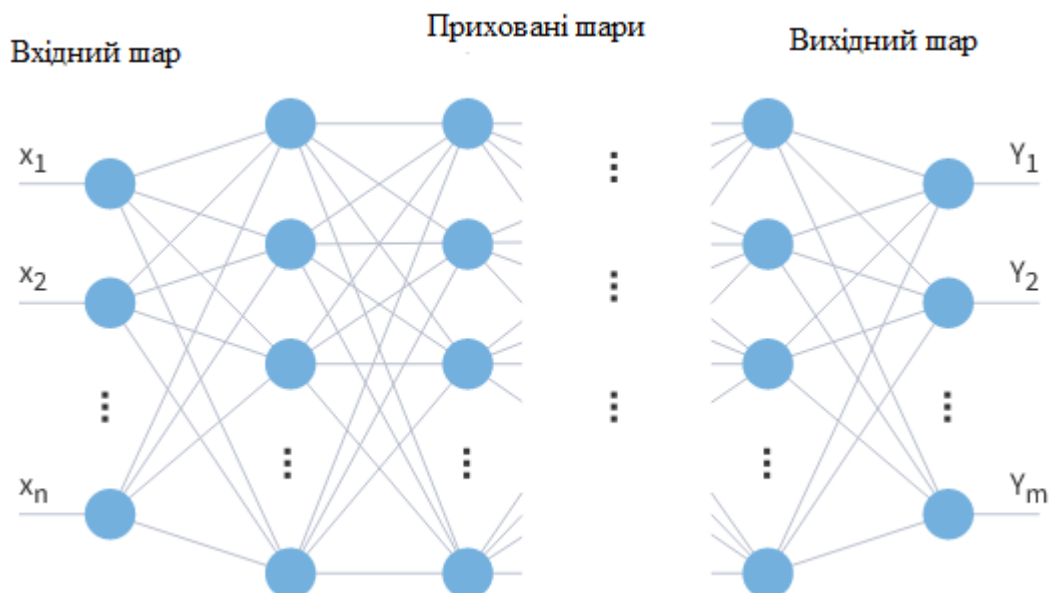 Вхідний шар
Приховані шари
Вихідний шар
x₁
x₂
xₙ
Y₁
Y₂
Yₘ